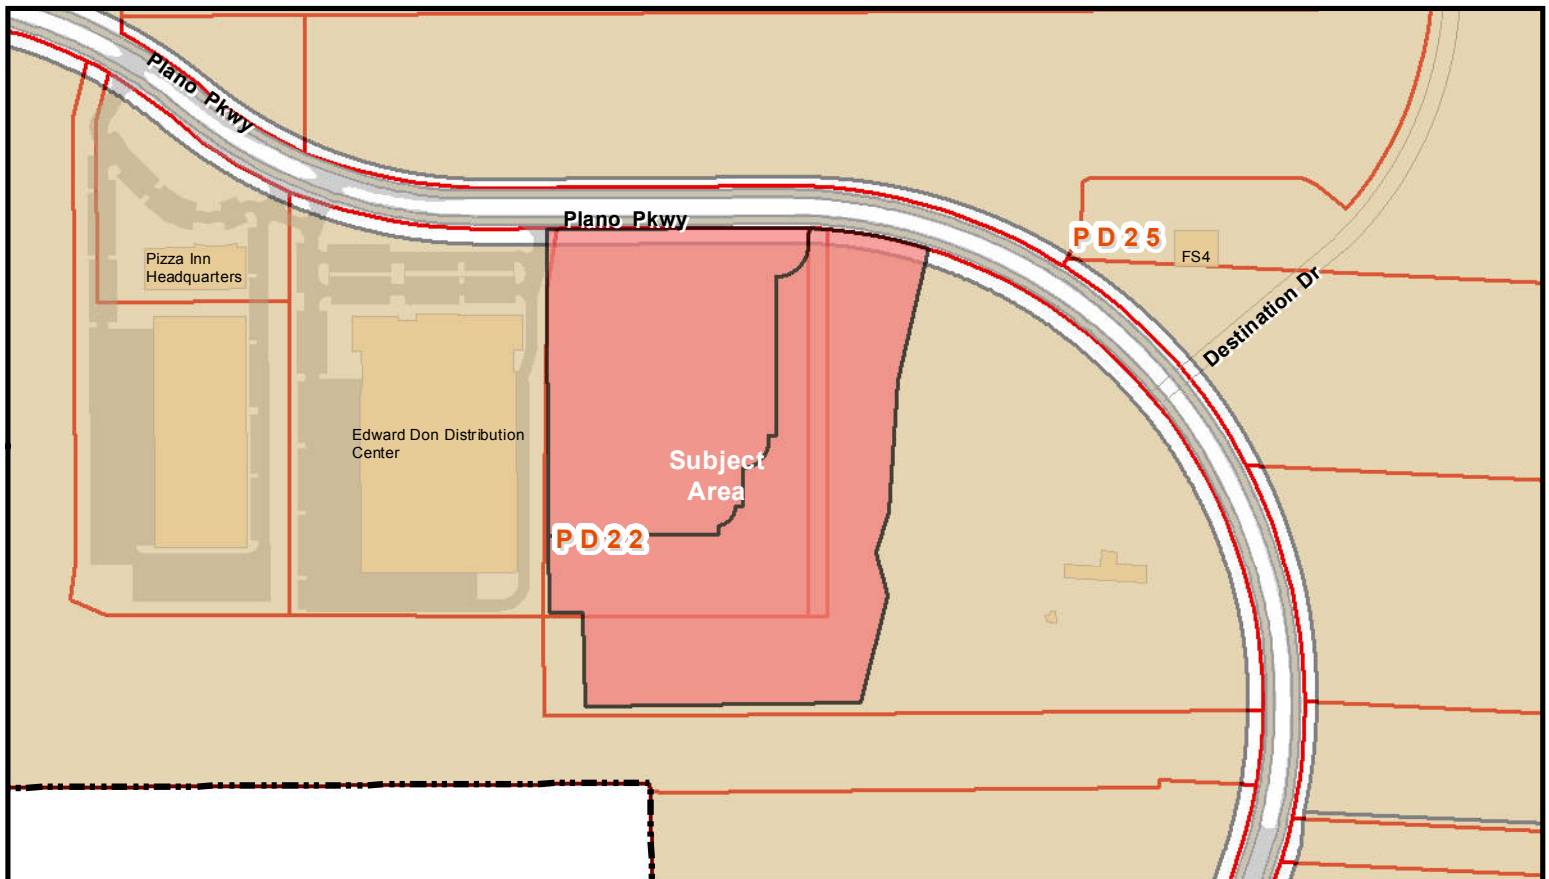 Plano Pkwy
Plano Pkwy
PD25
FS4
Pizza Inn
Headquarters
Destination Dr
Edward Don Distribution
Center
Subject
Area
PD22